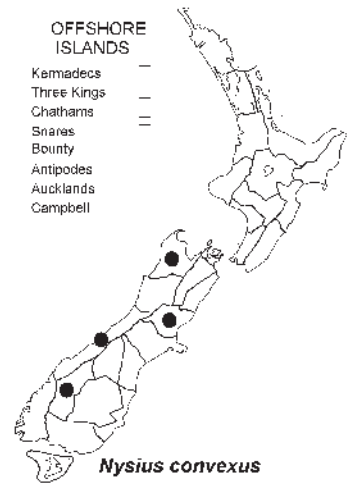 OFFSHORE
ISLANDS
Kermadecs
Three Kings
Chathams
Snares
Bounty
Antipodes
Aucklands
Campbell
Nysius convexus